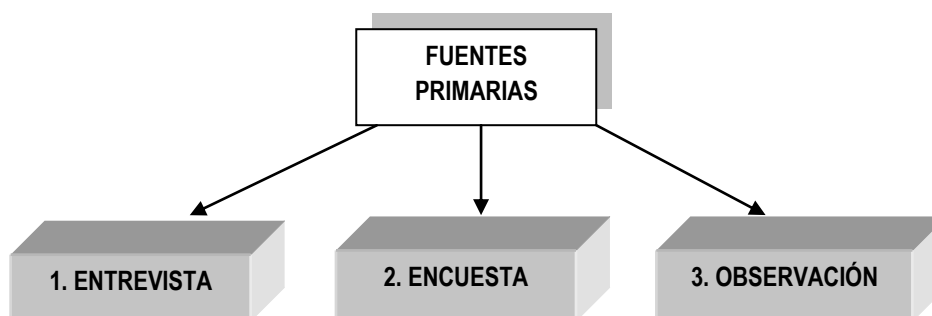 FUENTES
PRIMARIAS
1. ENTREVISTA
2. ENCUESTA
3. OBSERVACIÓN